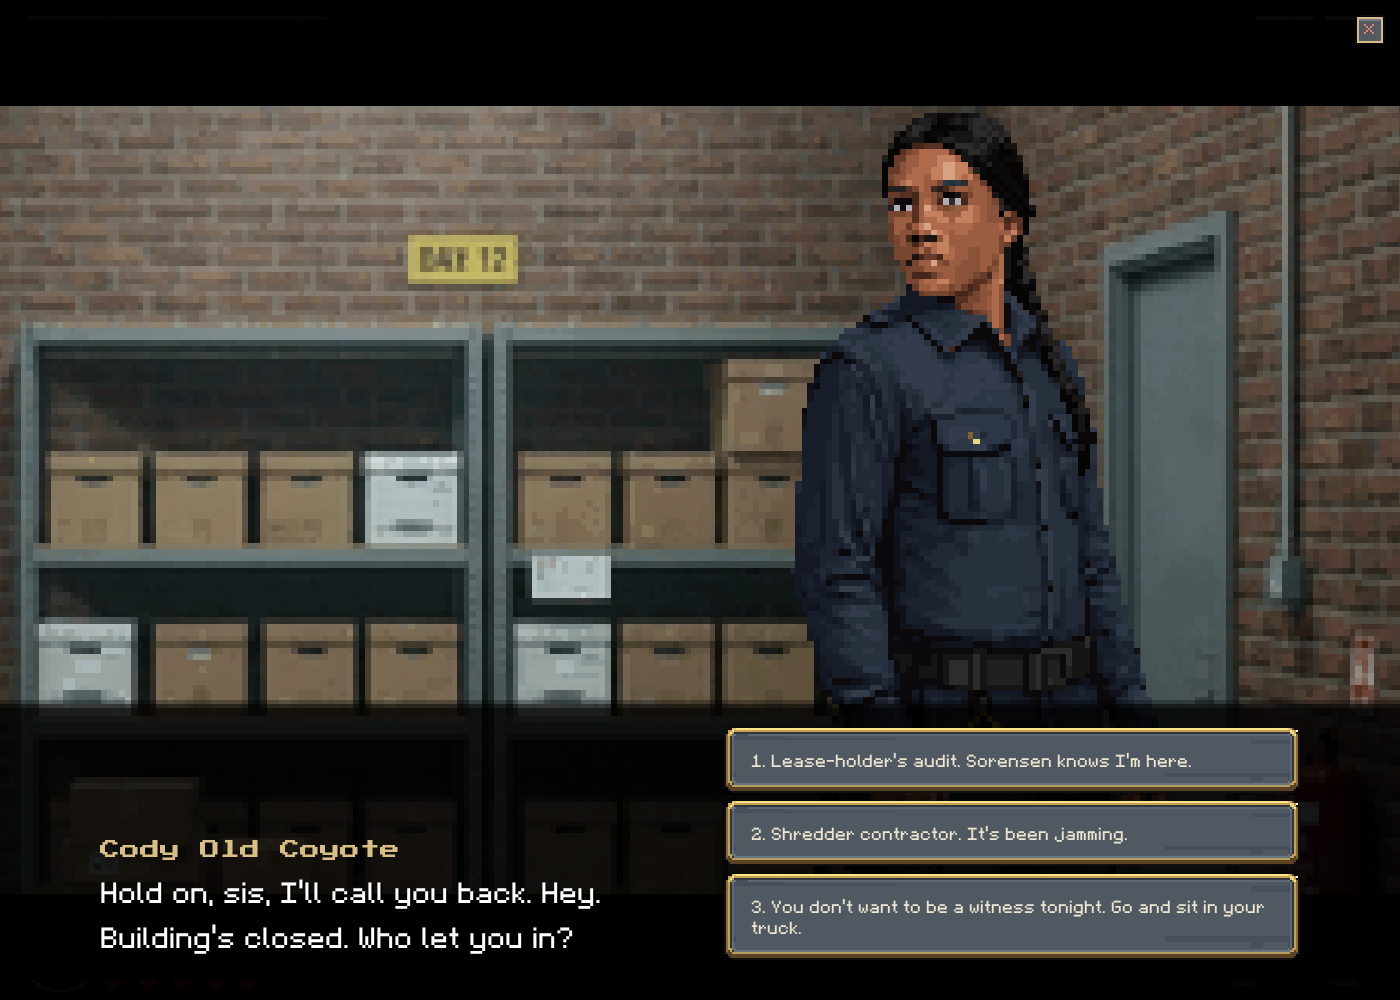 Cody Old Coyote
Hold on, sis, I'll call you back. Hey.
Building's closed. Who let you in?
1. Lease-holder's audit. Sorensen knows I'm here.
2. Shredder contractor. It's been jamming.
3. You don't want to be a witness tonight. Go and sit in your
truck.